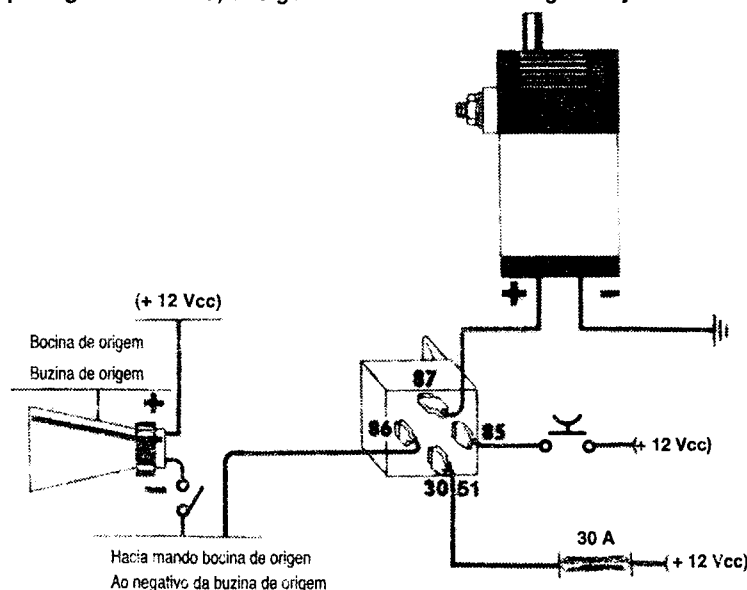 + -
(+ 12 Vcc)
Bocina de origem
Buzina de origem
+
-
87
86
85
30/51
(+ 12 Vcc)
30 A
(+ 12 Vcc)
Hacia mando bocina de origen
Ao negativo da buzina de origem